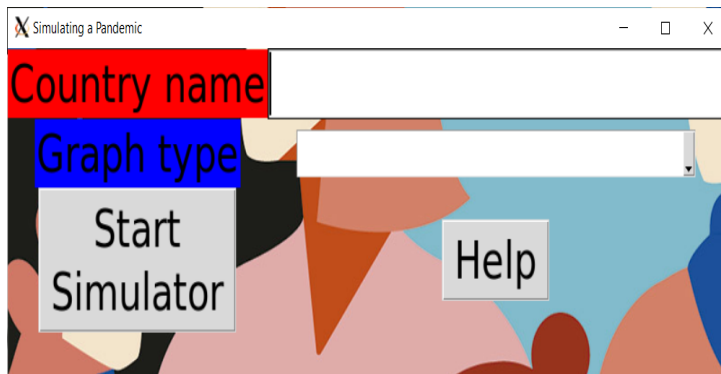 Simulating a Pandemic
Country name
Graph type
Start
Simulator
Help